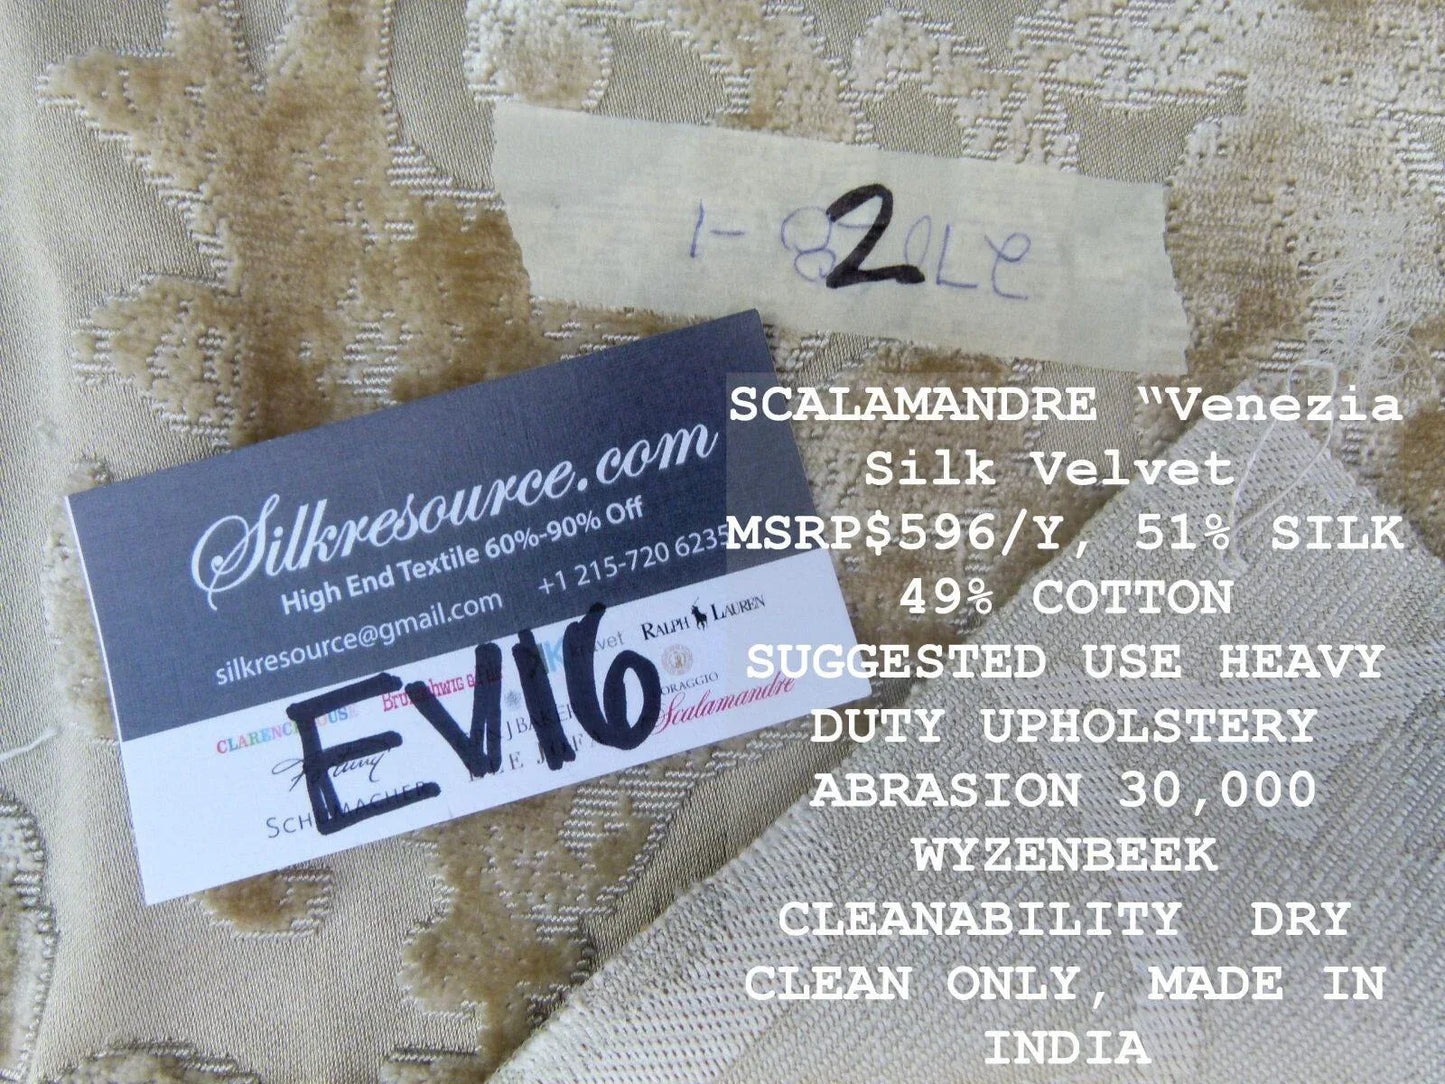 2
Silkresource.com
High End Textile 60%-90% Off
silkresource@gmail.com +1 215-720 6235
RALPH LAUREN
Scalamandre
EV16
SCALAMANDRE “Venezia
Silk Velvet
MSRP$596/Y, 51% SILK
49% COTTON
SUGGESTED USE HEAVY
DUTY UPHOLSTERY
ABRASION 30,000
WYZENBEEK
CLEANABILITY DRY
CLEAN ONLY, MADE IN
INDIA